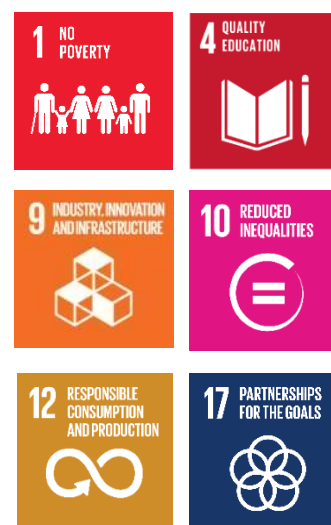 1 NO
POVERTY
4 QUALITY
EDUCATION
9 INDUSTRY, INNOVATION
AND INFRASTRUCTURE
10 REDUCED
INEQUALITIES
12 RESPONSIBLE
CONSUMPTION
AND PRODUCTION
17 PARTNERSHIPS
FOR THE GOALS